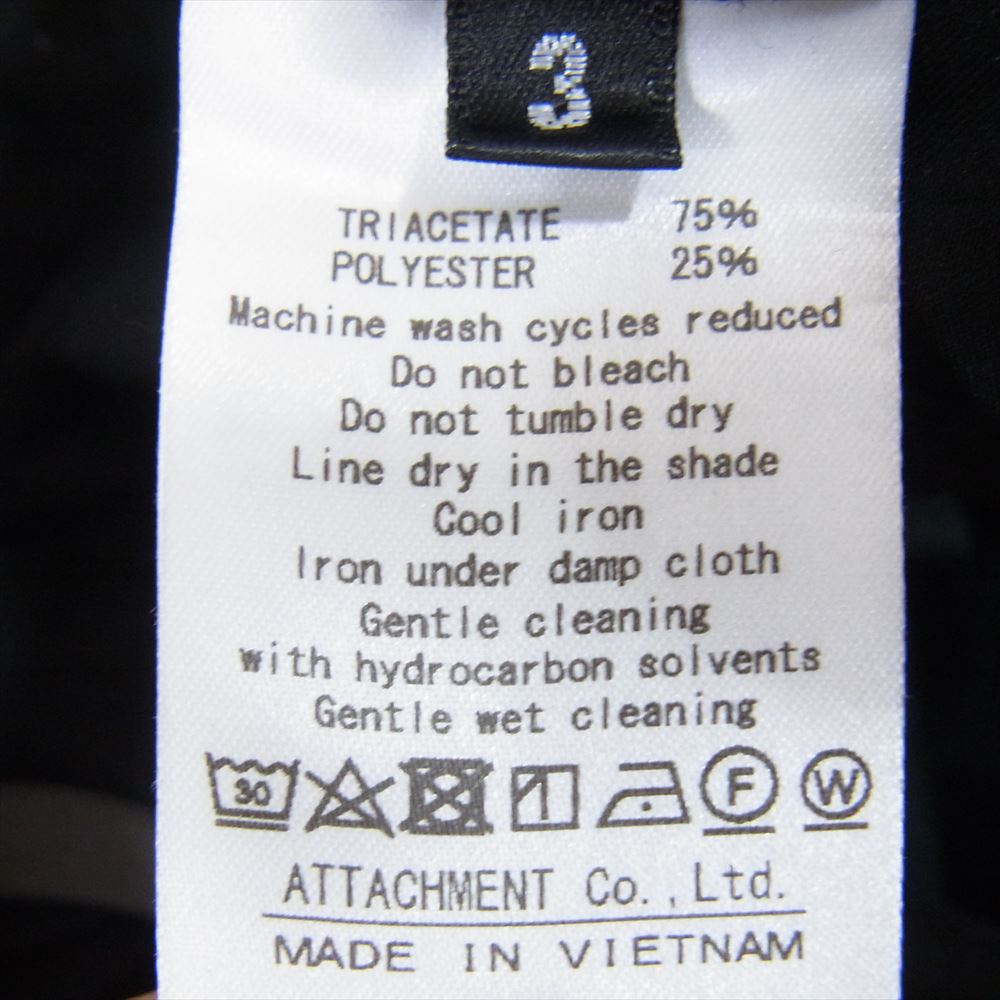 3
TRIACETATE 75%
POLYESTER 25%
Machine wash cycles reduced
Do not bleach
Do not tumble dry
Line dry in the shade
Cool iron
Iron under damp cloth
Gentle cleaning
with hydrocarbon solvents
Gentle wet cleaning
30 F W
ATTACHMENT Co.,Ltd.
MADE IN VIETNAM